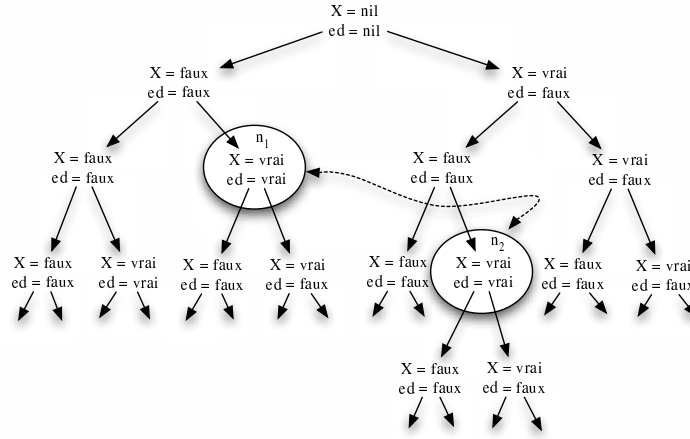 X = nil
ed = nil
X = faux
ed = faux
X = vrai
ed = faux
X = faux
ed = faux
n1
X = vrai
ed = vrai
X = faux
ed = faux
X = vrai
ed = faux
X = faux
ed = faux
X = vrai
ed = vrai
X = faux
ed = faux
X = vrai
ed = faux
X = faux
ed = faux
n2
X = vrai
ed = vrai
X = faux
ed = faux
X = vrai
ed = faux
X = faux
ed = faux
X = vrai
ed = faux